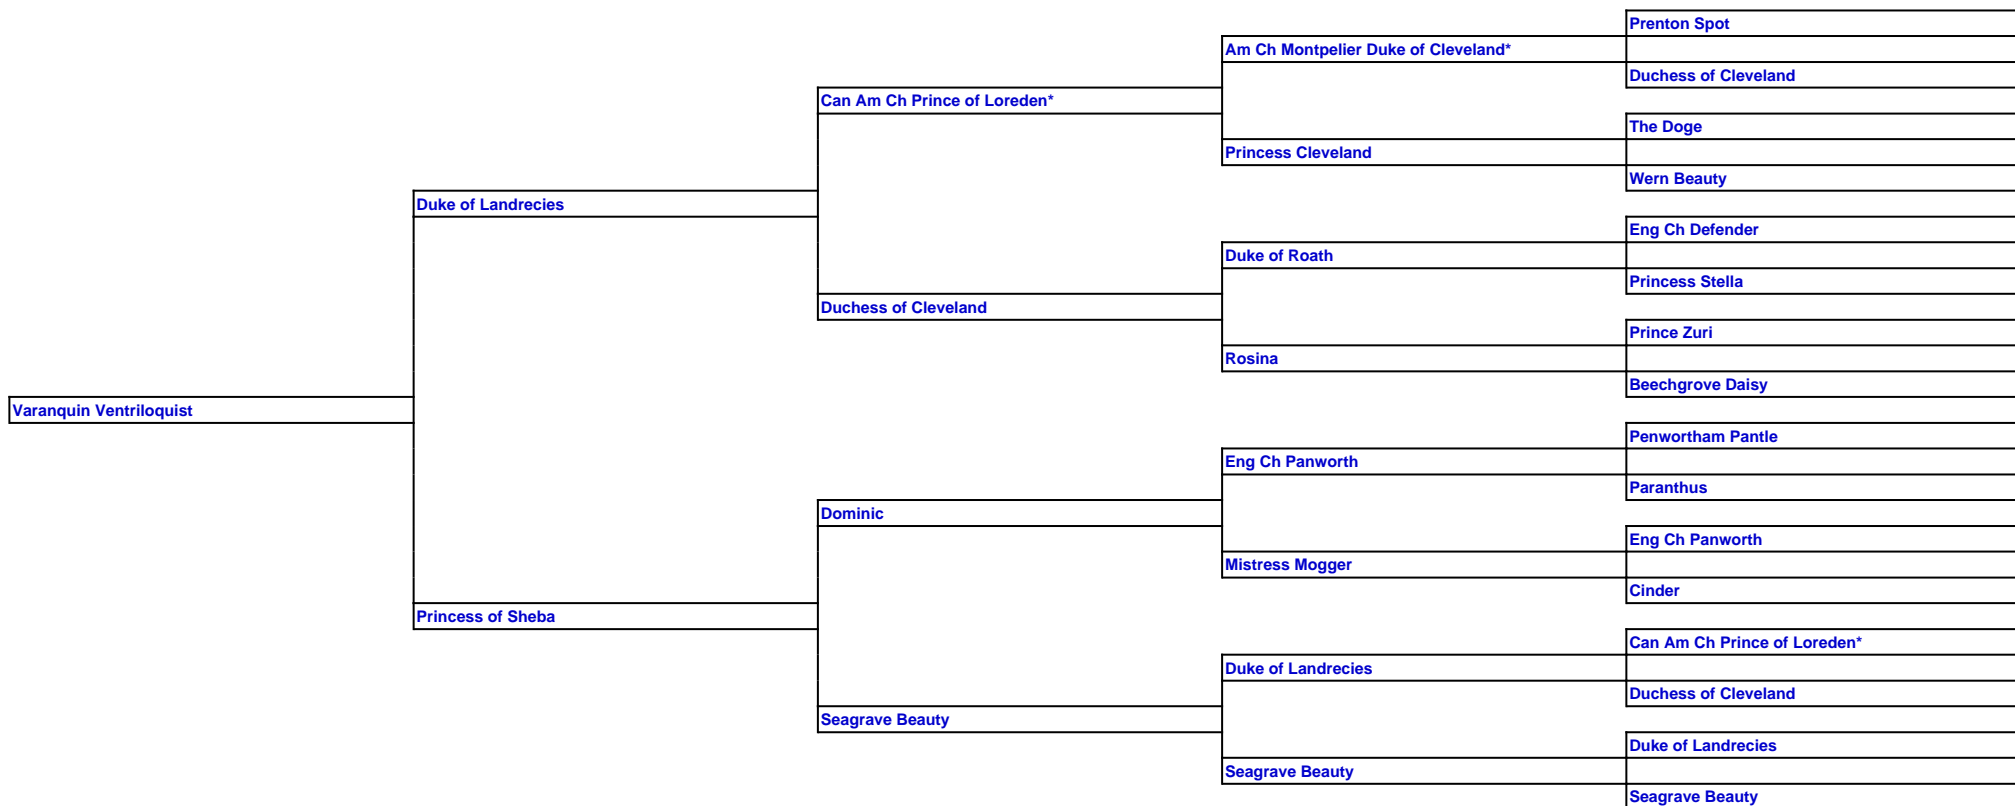 Prenton Spot
Am Ch Montpelier Duke of Cleveland*
Duchess of Cleveland
Can Am Ch Prince of Loreden*
The Doge
Princess Cleveland
Wern Beauty
Duke of Landrecies
Eng Ch Defender
Duke of Roath
Princess Stella
Duchess of Cleveland
Prince Zuri
Rosina
Beechgrove Daisy
Varanquin Ventriloquist
Penwortham Pantle
Eng Ch Panworth
Paranthus
Dominic
Eng Ch Panworth
Mistress Mogger
Cinder
Princess of Sheba
Can Am Ch Prince of Loreden*
Duke of Landrecies
Duchess of Cleveland
Seagrave Beauty
Duke of Landrecies
Seagrave Beauty
Seagrave Beauty